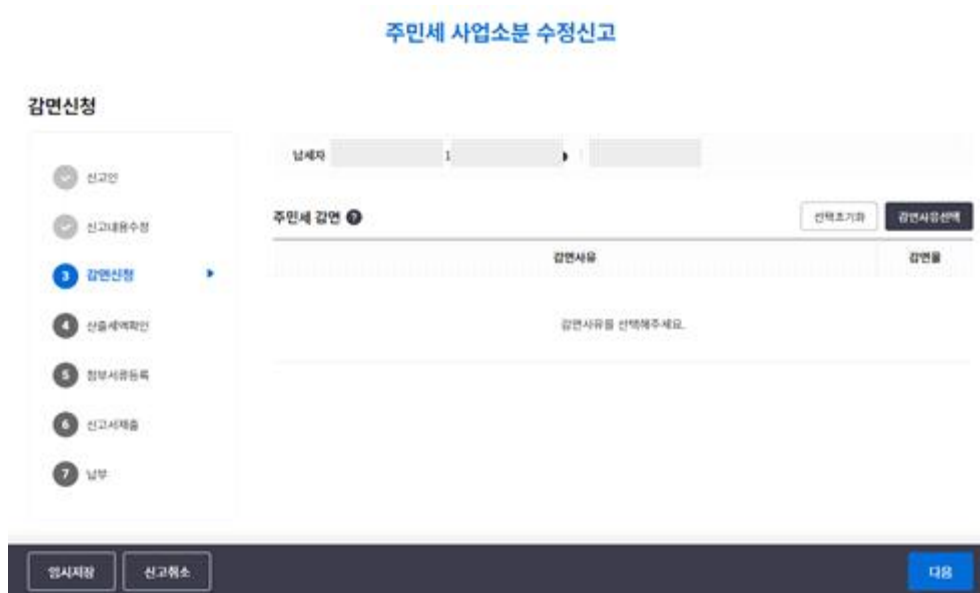 주민세 사업소분 수정신고
감면신청
신고인
신고내용수정
3 감면신청
4 산출세액확인
5 첨부서류등록
6 신고서제출
7 납부
납세자
주민세 감면 ?
선택초기화 감면사유선택
감면사유 감면율
감면사유를 선택해주세요.
임시저장 신고취소 다음